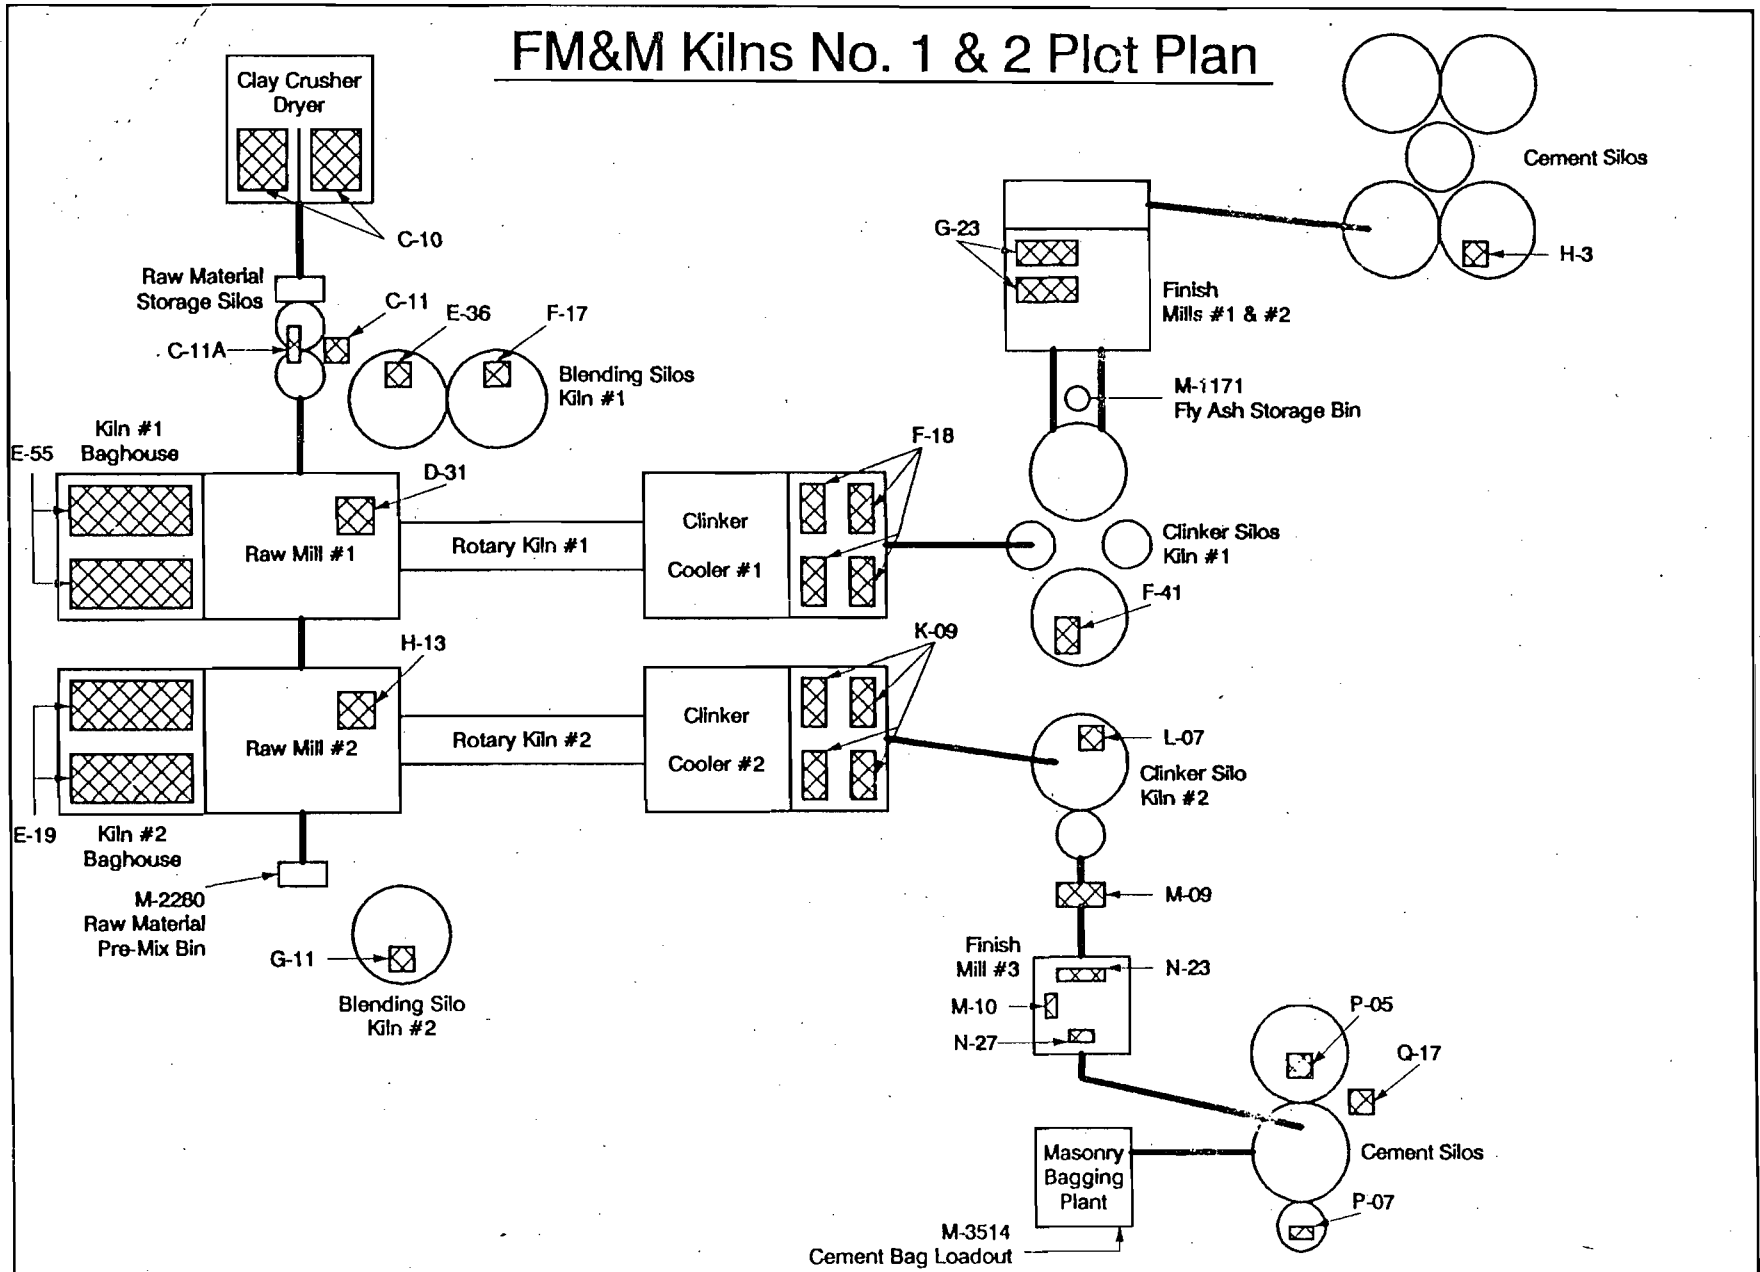 FM&M Kilns No. 1 & 2 Plot Plan
Clay Crusher
Dryer
C-10
Raw Material
Storage Silos
C-11
C-11A
E-36
F-17
Blending Silos
Kiln #1
Kiln #1
Baghouse
E-55
D-31
Raw Mill #1
Rotary Kiln #1
Clinker
Cooler #1
F-18
H-13
Raw Mill #2
Rotary Kiln #2
Clinker
Cooler #2
K-09
E-19
Kiln #2
Baghouse
M-2280
Raw Material
Pre-Mix Bin
G-11
Blending Silo
Kiln #2
Cement Silos
G-23
H-3
Finish
Mills #1 & #2
M-1171
Fly Ash Storage Bin
Clinker Silos
Kiln #1
F-41
L-07
Clinker Silo
Kiln #2
M-09
Finish
Mill #3
N-23
M-10
N-27
P-05
Q-17
Cement Silos
Masonry
Bagging
Plant
P-07
M-3514
Cement Bag Loadout